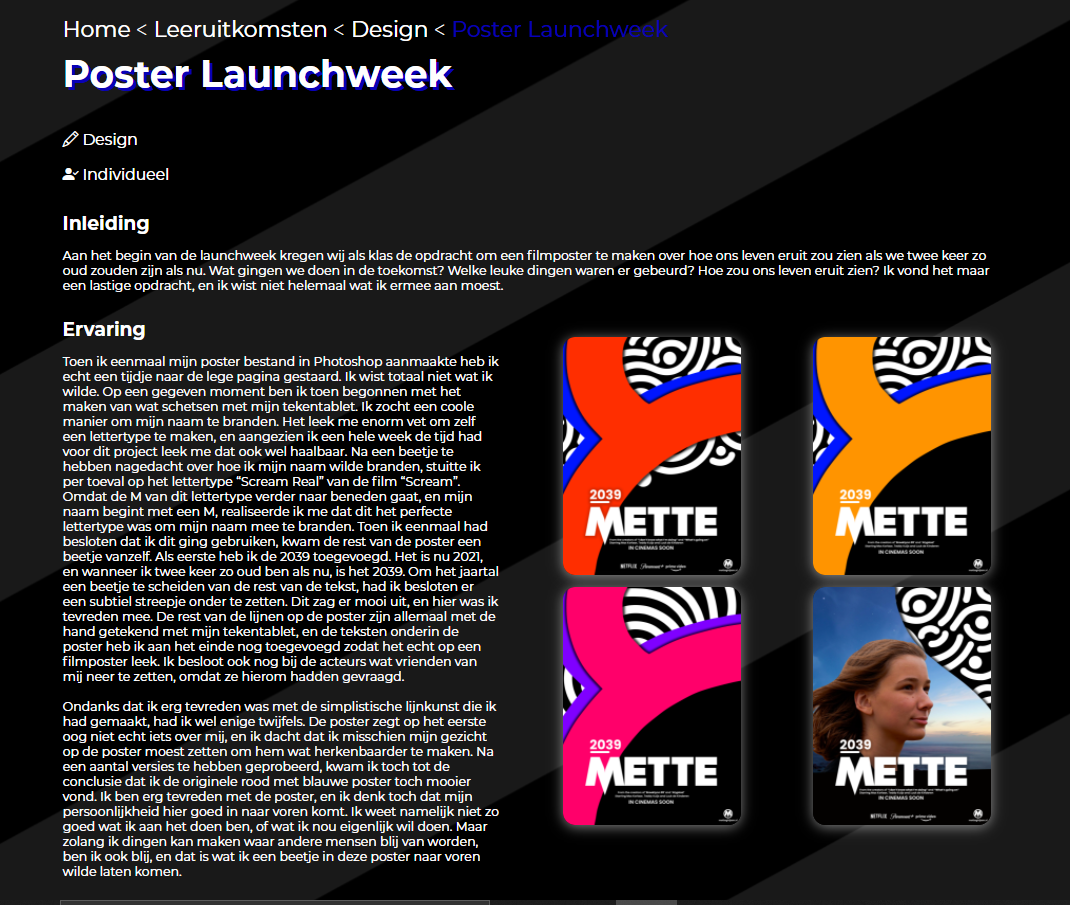 Home < Leeruitkomsten < Design < Poster Launchweek
Poster Launchweek
Design
Individueel
Inleiding
Aan het begin van de launchweek kregen wij als klas de opdracht om een filmposter te maken over hoe ons leven eruit zou zien als we twee keer zo
oud zouden zijn als nu. Wat gingen we doen in de toekomst? Welke leuke dingen waren er gebeurd? Hoe zou ons leven eruit zien? Ik vond het maar
een lastige opdracht, en ik wist niet helemaal wat ik ermee aan moest.
Ervaring
Toen ik eenmaal mijn poster bestand in Photoshop aanmaakte heb ik
echt een tijdje naar de lege pagina gestaard. Ik wist totaal niet wat ik
wilde. Op een gegeven moment ben ik toen begonnen met het
maken van wat schetsen met mijn tekentablet. Ik zocht een coole
manier om mijn naam te branden. Het leek me enorm vet om zelf
een lettertype te maken, en aangezien ik een hele week de tijd had
voor dit project leek me dat ook wel haalbaar. Na een beetje te
hebben nagedacht over hoe ik mijn naam wilde branden, stuitte ik
per toeval op het lettertype “Scream Real” van de film “Scream”.
Omdat de M van dit lettertype verder naar beneden gaat, en mijn
naam begint met een M, realiseerde ik me dat dit het perfecte
lettertype was om mijn naam mee te branden. Toen ik eenmaal had
besloten dat ik dit ging gebruiken, kwam de rest van de poster een
beetje vanzelf. Als eerste heb ik de 2039 toegevoegd. Het is nu 2021,
en wanneer ik twee keer zo oud ben als nu, is het 2039. Om het jaartal
een beetje te scheiden van de rest van de tekst, had ik besloten er
een subtiel streepje onder te zetten. Dit zag er mooi uit, en hier was ik
tevreden mee. De rest van de lijnen op de poster zijn allemaal met de
hand getekend met mijn tekentablet, en de teksten onderin de
poster heb ik aan het einde nog toegevoegd zodat het echt op een
filmposter leek. Ik besloot ook nog bij de acteurs wat vrienden van
mij neer te zetten, omdat ze hierom hadden gevraagd.
Ondanks dat ik erg tevreden was met de simplistische lijnkunst die ik
had gemaakt, had ik wel enige twijfels. De poster zegt op het eerste
oog niet echt iets over mij, en ik dacht dat ik misschien mijn gezicht
op de poster moest zetten om hem wat herkenbaarder te maken. Na
een aantal versies te hebben geprobeerd, kwam ik toch tot de
conclusie dat ik de originele rood met blauwe poster toch mooier
vond. Ik ben erg tevreden met de poster, en ik denk toch dat mijn
persoonlijkheid hier goed in naar voren komt. Ik weet namelijk niet zo
goed wat ik aan het doen ben, of wat ik nou eigenlijk wil doen. Maar
zolang ik dingen kan maken waar andere mensen blij van worden,
ben ik ook blij, en dat is wat ik een beetje in deze poster naar voren
wilde laten komen.
2039
METTE
IN CINEMAS SOON
NETFLIX Paramount+ prime video
2039
METTE
IN CINEMAS SOON
2039
METTE
IN CINEMAS SOON
2039
METTE
IN CINEMAS SOON
NETFLIX Paramount+ prime video